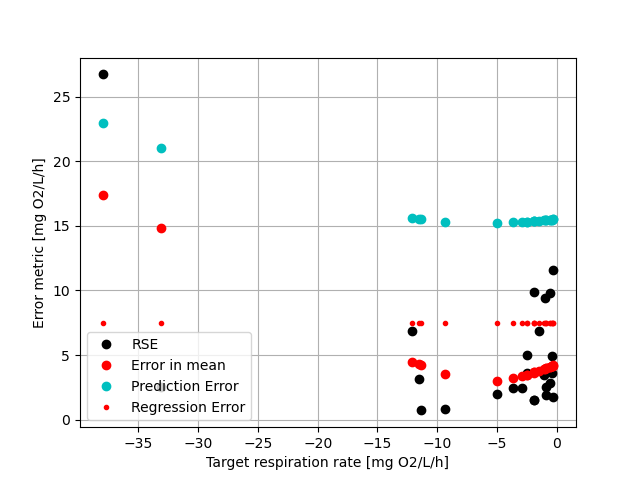 25
20
15
10
5
0
Error metric [mg O2/L/h]
RSE
Error in mean
Prediction Error
Regression Error
−35
−30
−25
−20
−15
−10
−5
0
Target respiration rate [mg O2/L/h]